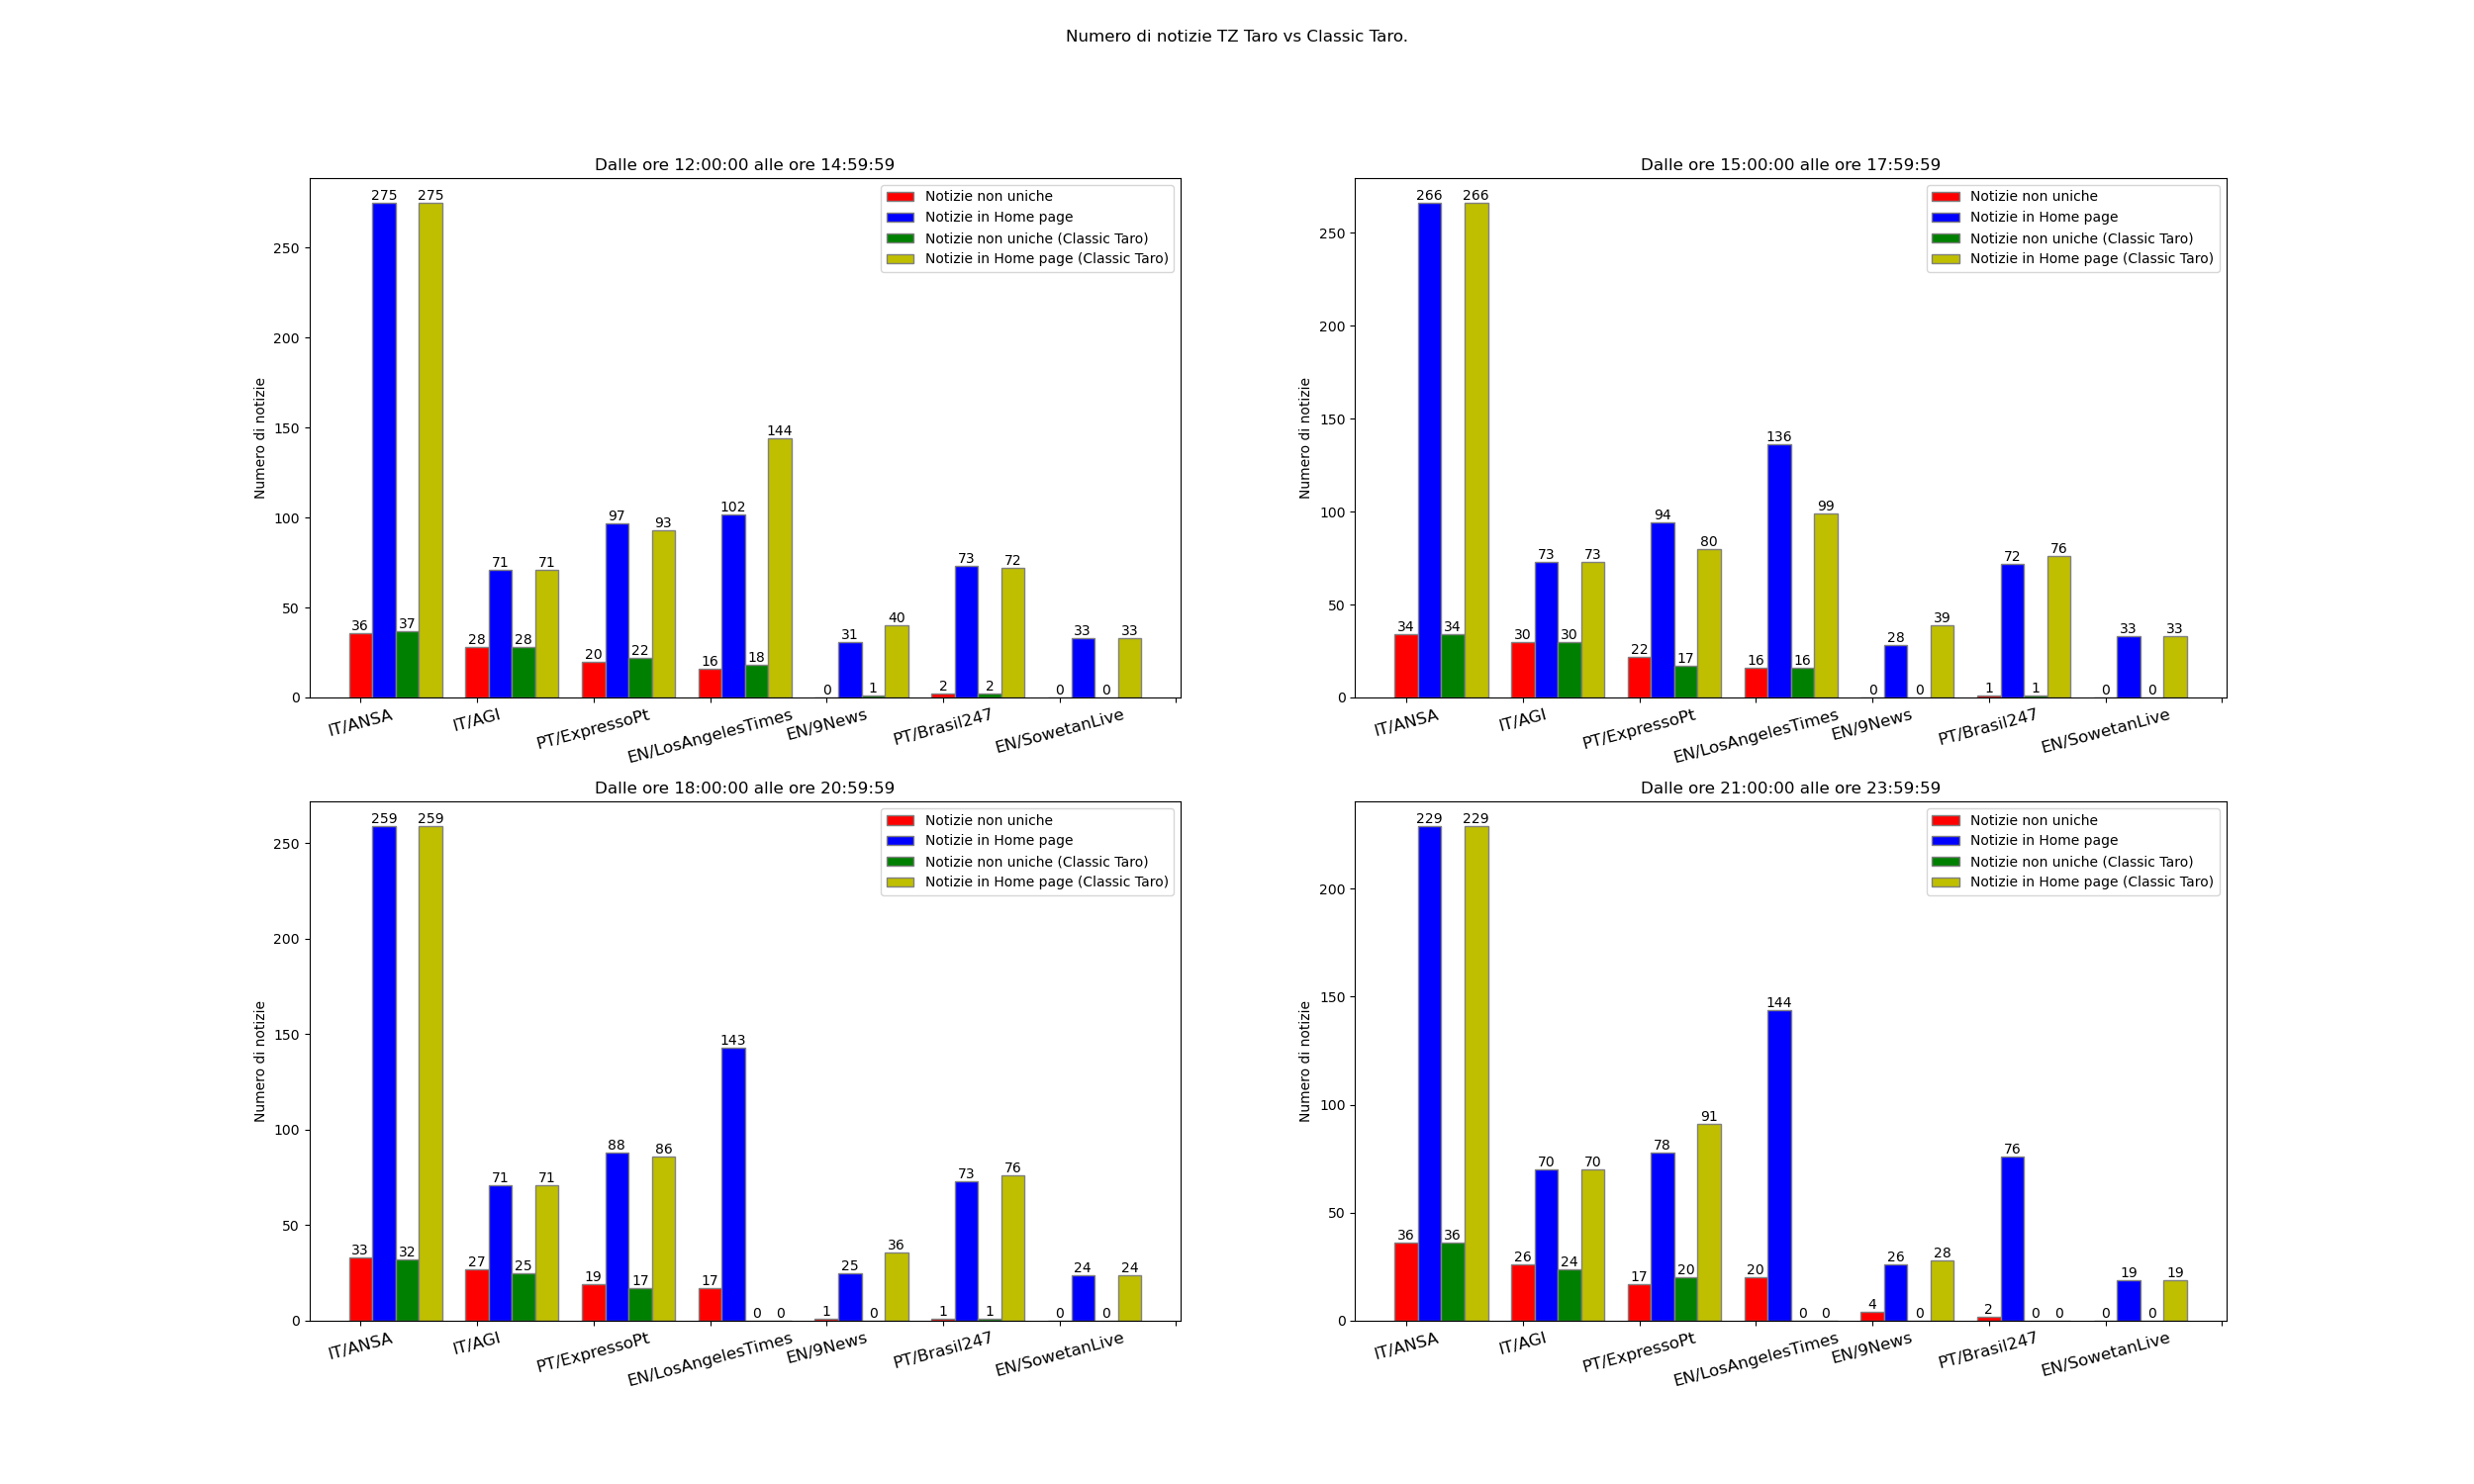 Numero di notizie TZ Taro vs Classic Taro.
Dalle ore 12:00:00 alle ore 14:59:59
Numero di notizie
250
200
150
100
50
0
275 275
36 37
71 71
28 28
97 93
20 22
102 144
16 18
31 40
0 1
73 72
2 2
33 33
0 0
Notizie non uniche
Notizie in Home page
Notizie non uniche (Classic Taro)
Notizie in Home page (Classic Taro)
IT/ANSA
IT/AGI
PT/ExpressoPt
EN/LosAngelesTimes
EN/9News
PT/Brasil247
EN/SowetanLive
Dalle ore 15:00:00 alle ore 17:59:59
Numero di notizie
250
200
150
100
50
0
266 266
34 34
73 73
30 30
94 80
22 17
136 99
16 16
28 39
0 0
72 76
1 1
33 33
0 0
Notizie non uniche
Notizie in Home page
Notizie non uniche (Classic Taro)
Notizie in Home page (Classic Taro)
IT/ANSA
IT/AGI
PT/ExpressoPt
EN/LosAngelesTimes
EN/9News
PT/Brasil247
EN/SowetanLive
Dalle ore 18:00:00 alle ore 20:59:59
Numero di notizie
250
200
150
100
50
0
259 259
33 32
71 71
27 25
88 86
19 17
143
17 0 0
25 36
1 0
73 76
1 1
24 24
0 0
Notizie non uniche
Notizie in Home page
Notizie non uniche (Classic Taro)
Notizie in Home page (Classic Taro)
IT/ANSA
IT/AGI
PT/ExpressoPt
EN/LosAngelesTimes
EN/9News
PT/Brasil247
EN/SowetanLive
Dalle ore 21:00:00 alle ore 23:59:59
Numero di notizie
200
150
100
50
0
229 229
36 36
70 70
26 24
78 91
17 20
144
20 0 0
26 28
4 0
76
2 0 0
19 19
0 0
Notizie non uniche
Notizie in Home page
Notizie non uniche (Classic Taro)
Notizie in Home page (Classic Taro)
IT/ANSA
IT/AGI
PT/ExpressoPt
EN/LosAngelesTimes
EN/9News
PT/Brasil247
EN/SowetanLive